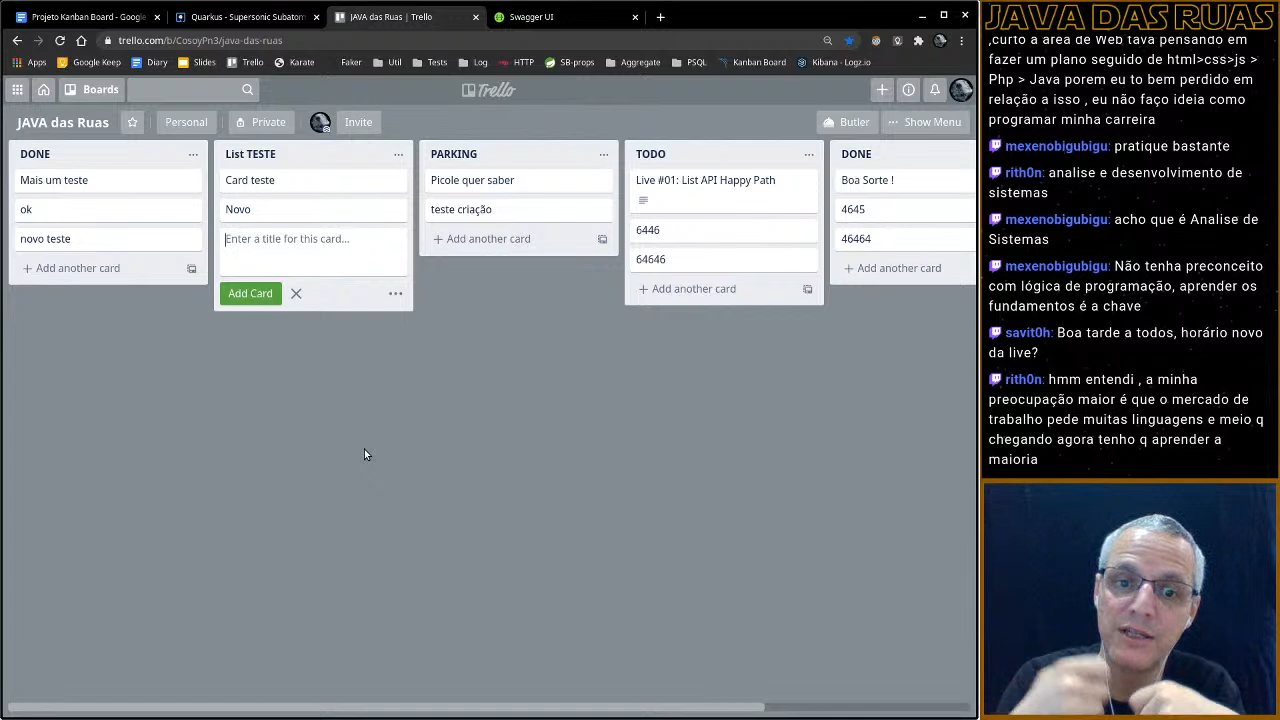 Projeto Kanban Board - Google
Quarkus - Supersonic Subatom
JAVA das Ruas | Trello
Swagger UI
trello.com/b/CosoyPn3/java-das-ruas
Apps
Google Keep
Diary
Slides
Trello
Karate
Faker
Util
Tests
Log
HTTP
SB-props
Aggregate
PSQL
Kanban Board
Kibana - Logz.io
Boards
Trello
JAVA das Ruas
Personal
Private
Invite
Butler
Show Menu
DONE
Mais um teste
ok
novo teste
Add another card
List TESTE
Card teste
Novo
Enter a title for this card...
Add Card
PARKING
Picole quer saber
teste criação
Add another card
TODO
Live #01: List API Happy Path
6446
64646
Add another card
DONE
Boa Sorte !
4645
46464
Add another card
JAVA DAS RUAS
,curto a area de Web tava pensando em
fazer um plano seguido de html>css>js >
Php > Java porem eu to bem perdido em
relação a isso , eu não faço ideia como
programar minha carreira
mexenobigubigu: pratique bastante
rith0n: analise e desenvolvimento de
sistemas
mexenobigubigu: acho que é Analise de
Sistemas
mexenobigubigu: Não tenha preconceito
com lógica de programação, aprender os
fundamentos é a chave
savit0h: Boa tarde a todos, horário novo
da live?
rith0n: hmm entendi , a minha
preocupação maior é que o mercado de
trabalho pede muitas linguagens e meio q
chegando agora tenho q aprender a
maioria